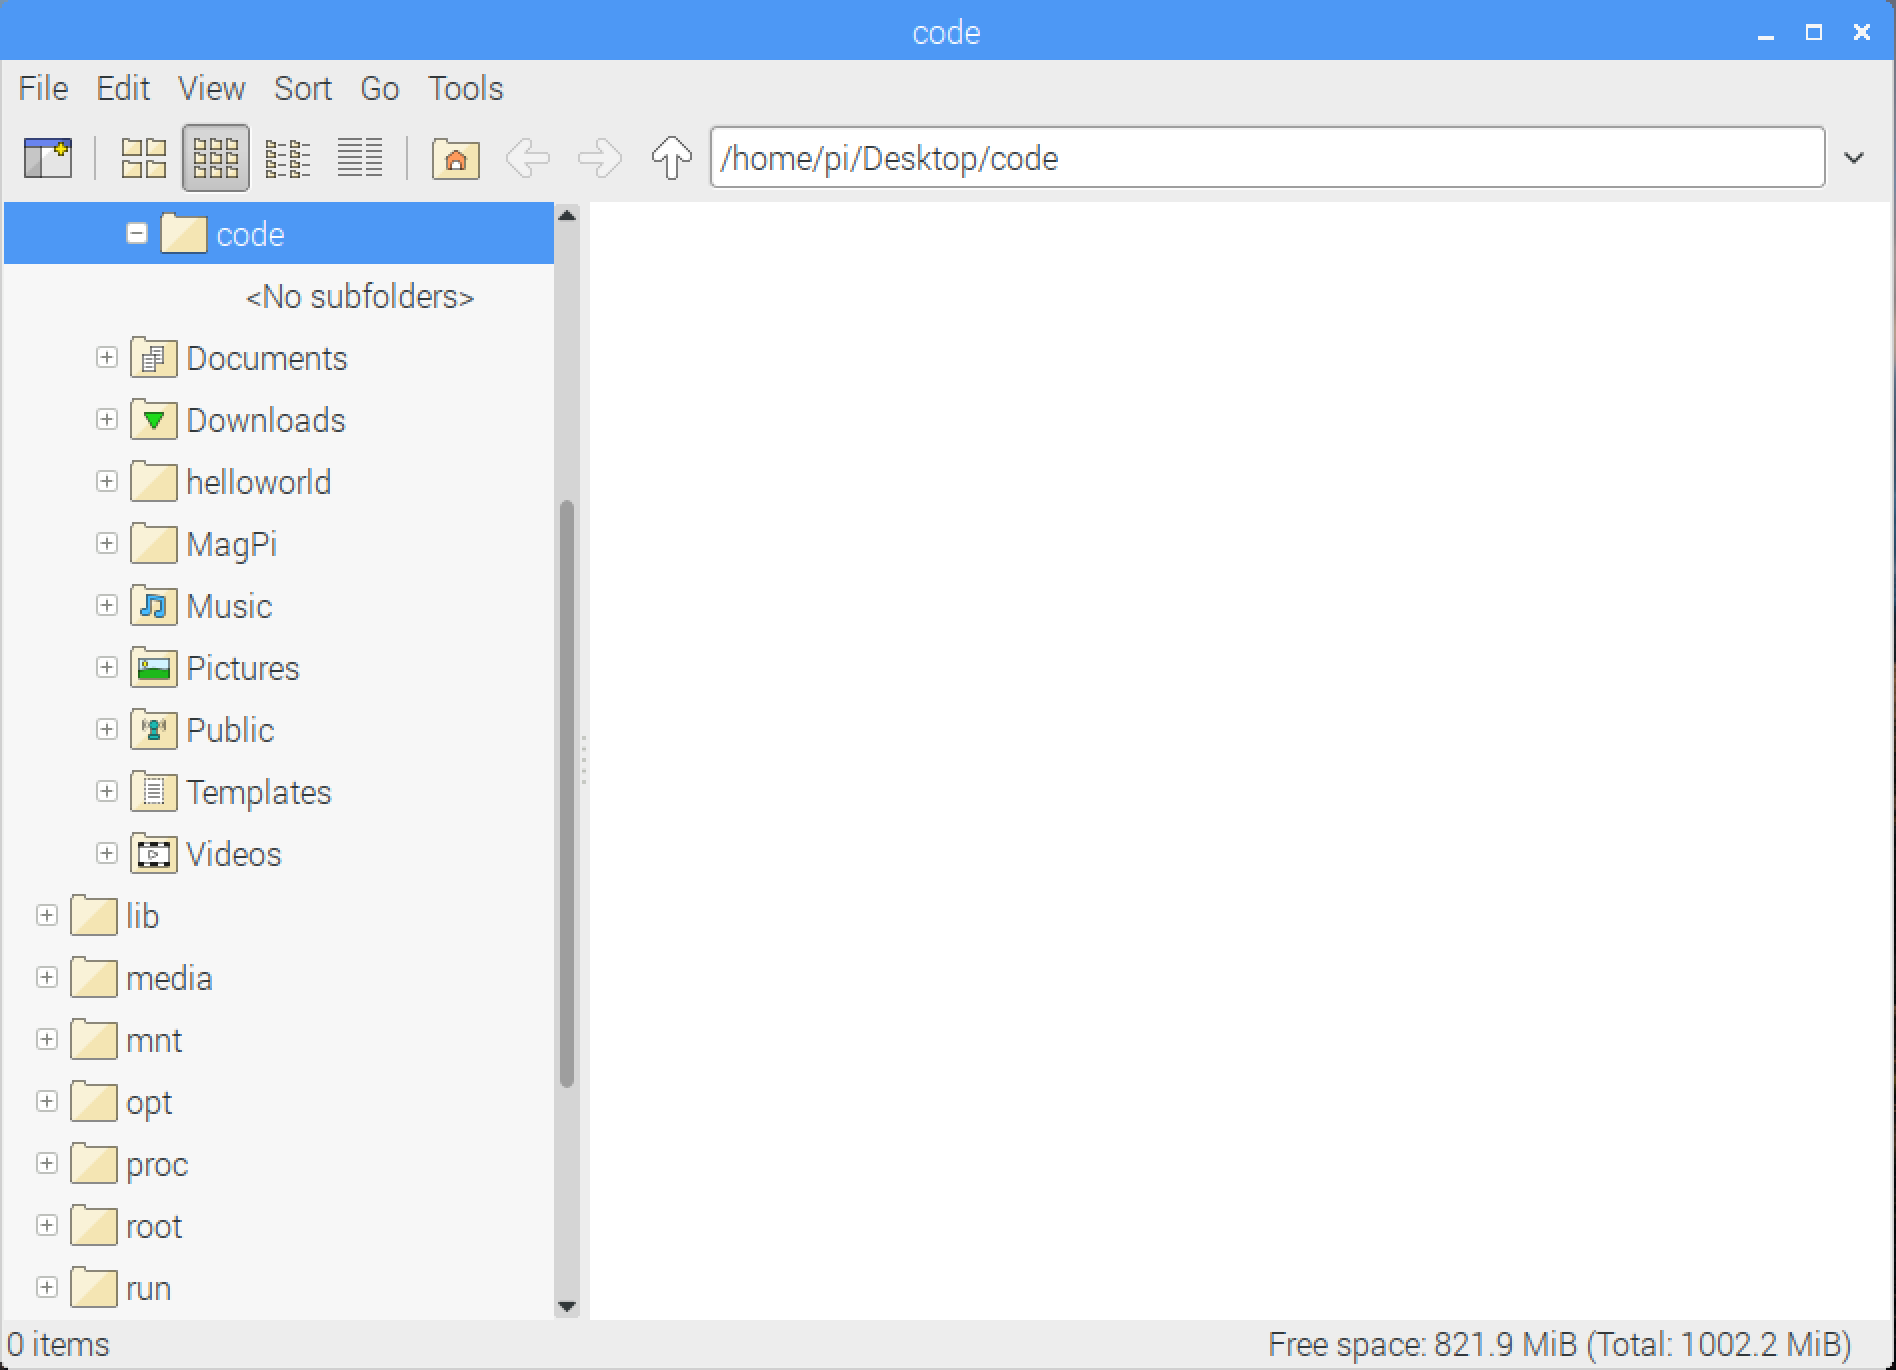 code
File Edit View Sort Go Tools
/home/pi/Desktop/code
code
<No subfolders>
Documents
Downloads
helloworld
MagPi
Music
Pictures
Public
Templates
Videos
lib
media
mnt
opt
proc
root
run
0 items
Free space: 821.9 MiB (Total: 1002.2 MiB)